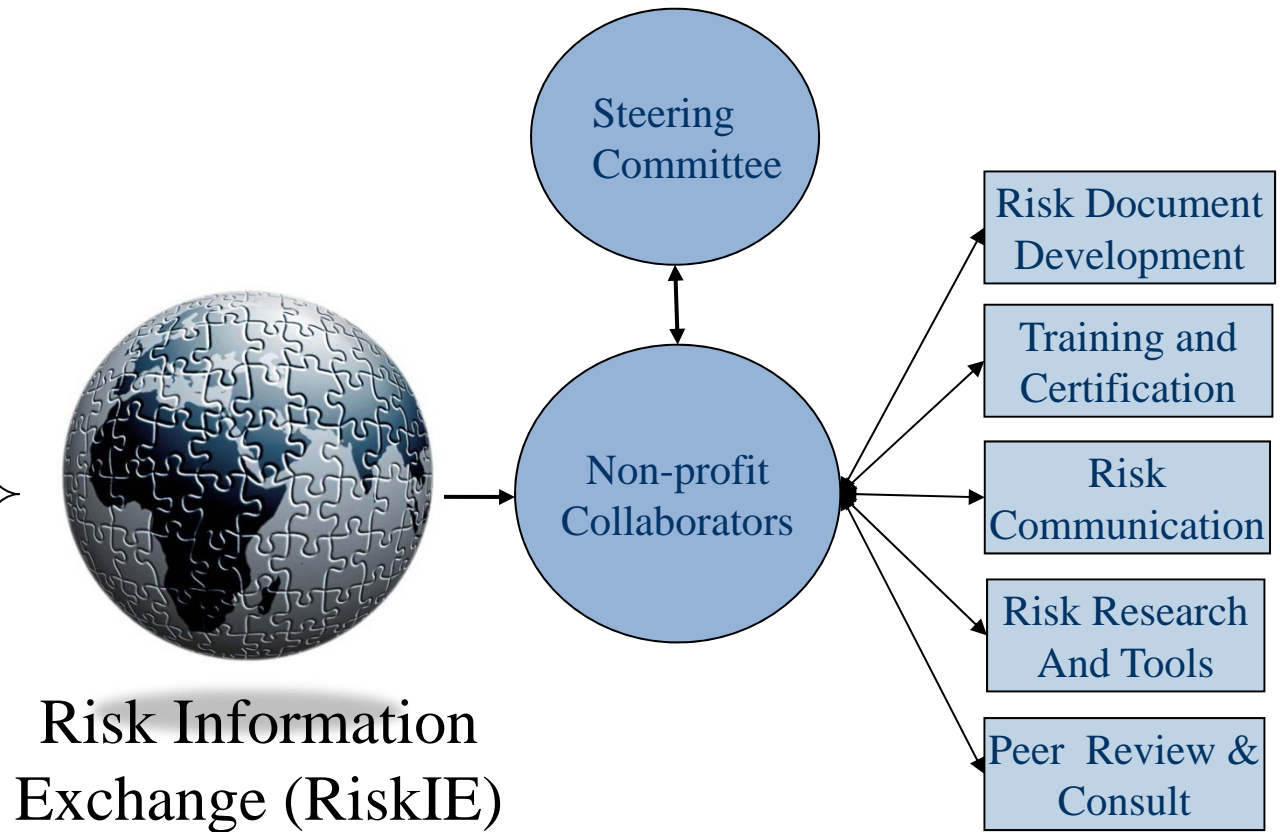 Steering
Committee
Risk Document
Development
Training and
Certification
Non-profit
Collaborators
Risk
Communication
Risk Research
And Tools
Peer Review &
Consult
Risk Information
Exchange (RiskIE)